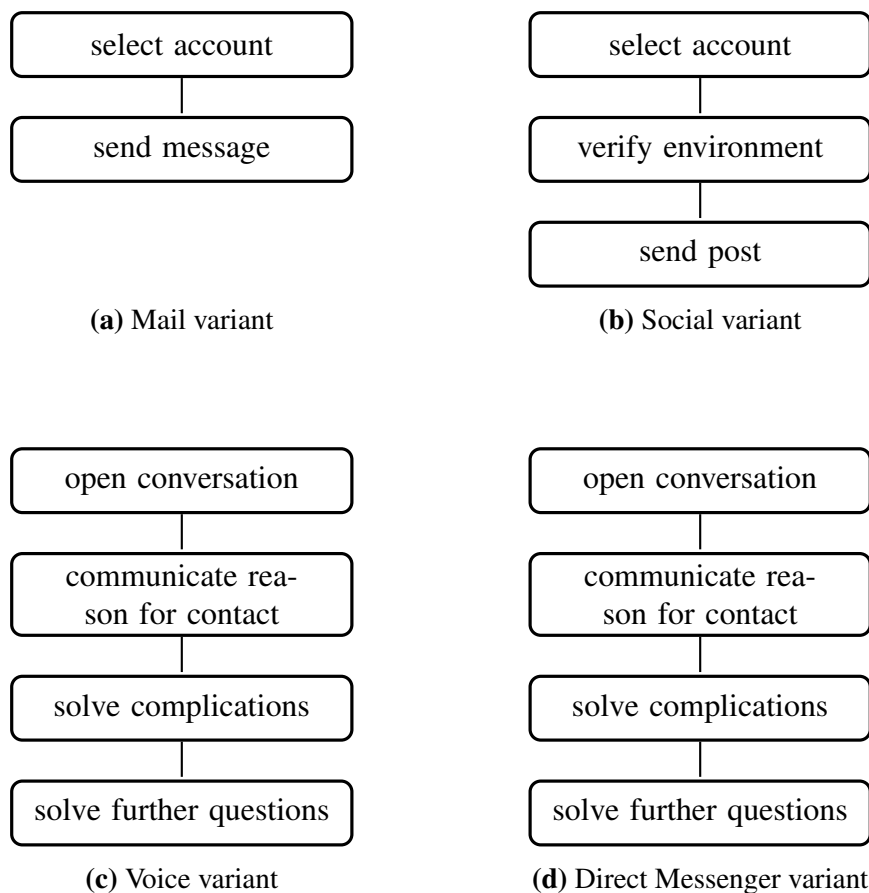 select account
send message
(a) Mail variant
select account
verify environment
send post
(b) Social variant
open conversation
communicate rea-
son for contact
solve complications
solve further questions
(c) Voice variant
open conversation
communicate rea-
son for contact
solve complications
solve further questions
(d) Direct Messenger variant